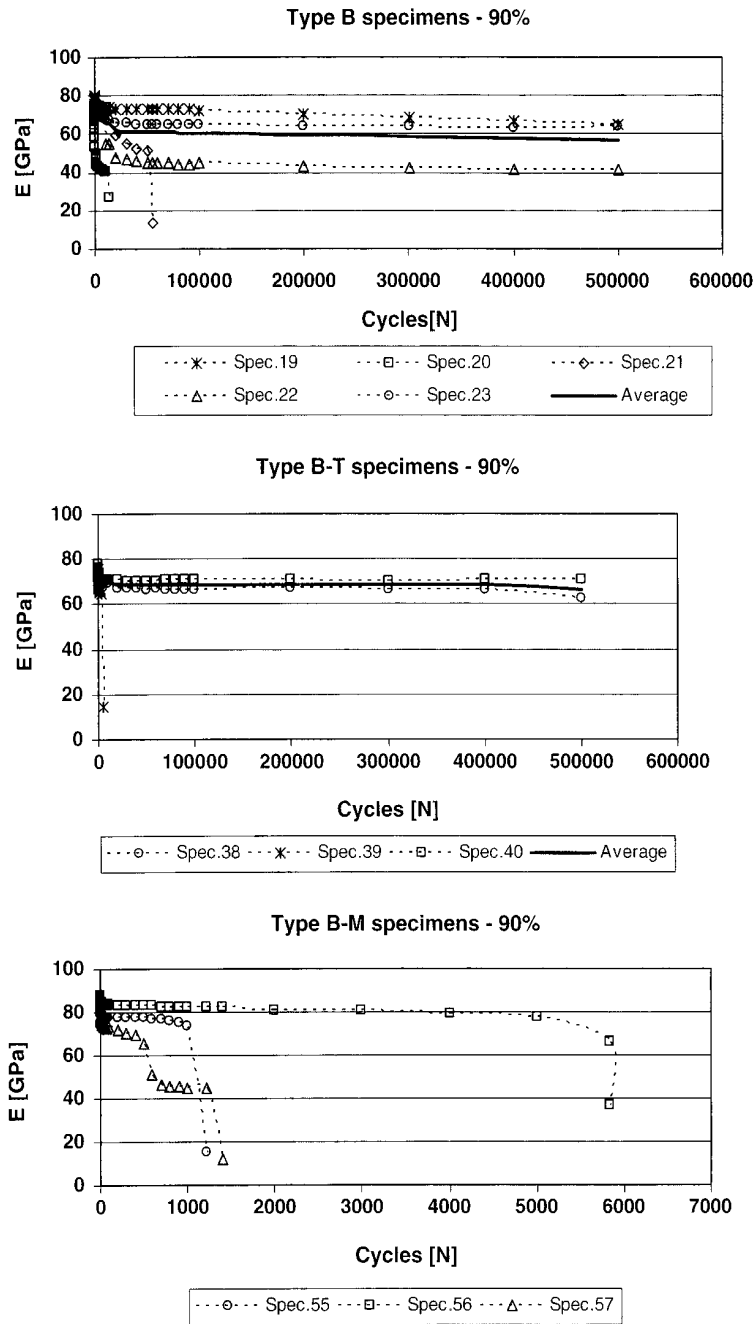 Type B specimens - 90%
100
80
60
40
20
0
E [GPa]
0 100000 200000 300000 400000 500000 600000
Cycles[N]
Spec.19 Spec.20 Spec.21
Spec.22 Spec.23 Average
Type B-T specimens - 90%
100
80
60
40
20
0
E [GPa]
0 100000 200000 300000 400000 500000 600000
Cycles [N]
Spec.38 Spec.39 Spec.40 Average
Type B-M specimens - 90%
100
80
60
40
20
0
E [GPa]
0 1000 2000 3000 4000 5000 6000 7000
Cycles [N]
Spec.55 Spec.56 Spec.57